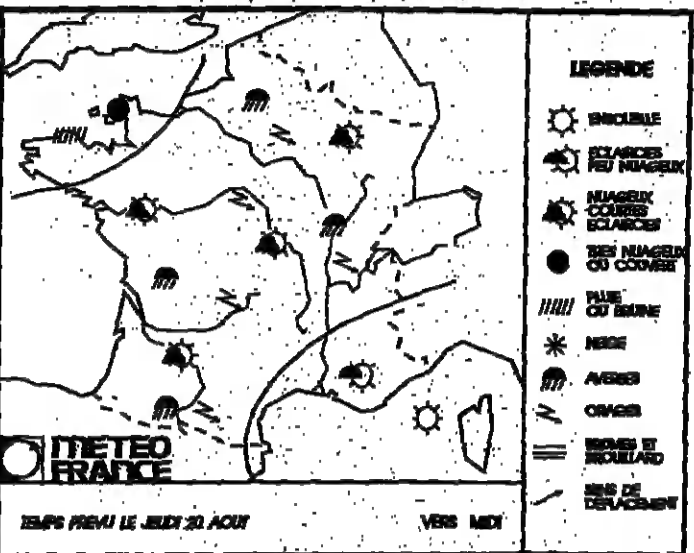 LEGENDE
ENSOLEILLE
ECLAIRCIES
PEU NUAGEUX
NUAGEUX
COURTES
ECLAIRCIES
TRES NUAGEUX
OU COUVERT
PLUIE
OU BRUINE
NEIGE
AVERSES
ORAGES
BRUMES ET
BROUILLARD
SENS DE
DEPLACEMENT
METEO
FRANCE
TEMPS PREVU LE JEUDI 20 AOUT VERS MIDI